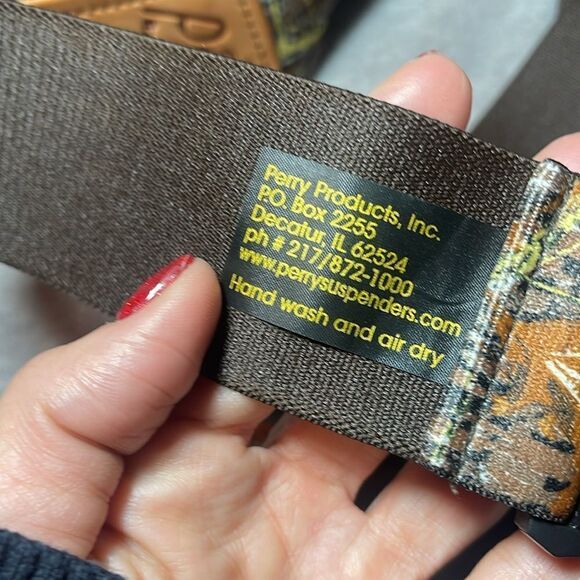 Perry Products, Inc.
P.O. Box 2255
Decatur, IL 62524
ph # 217/872-1000
www.perrysuspenders.com
Hand wash and air dry